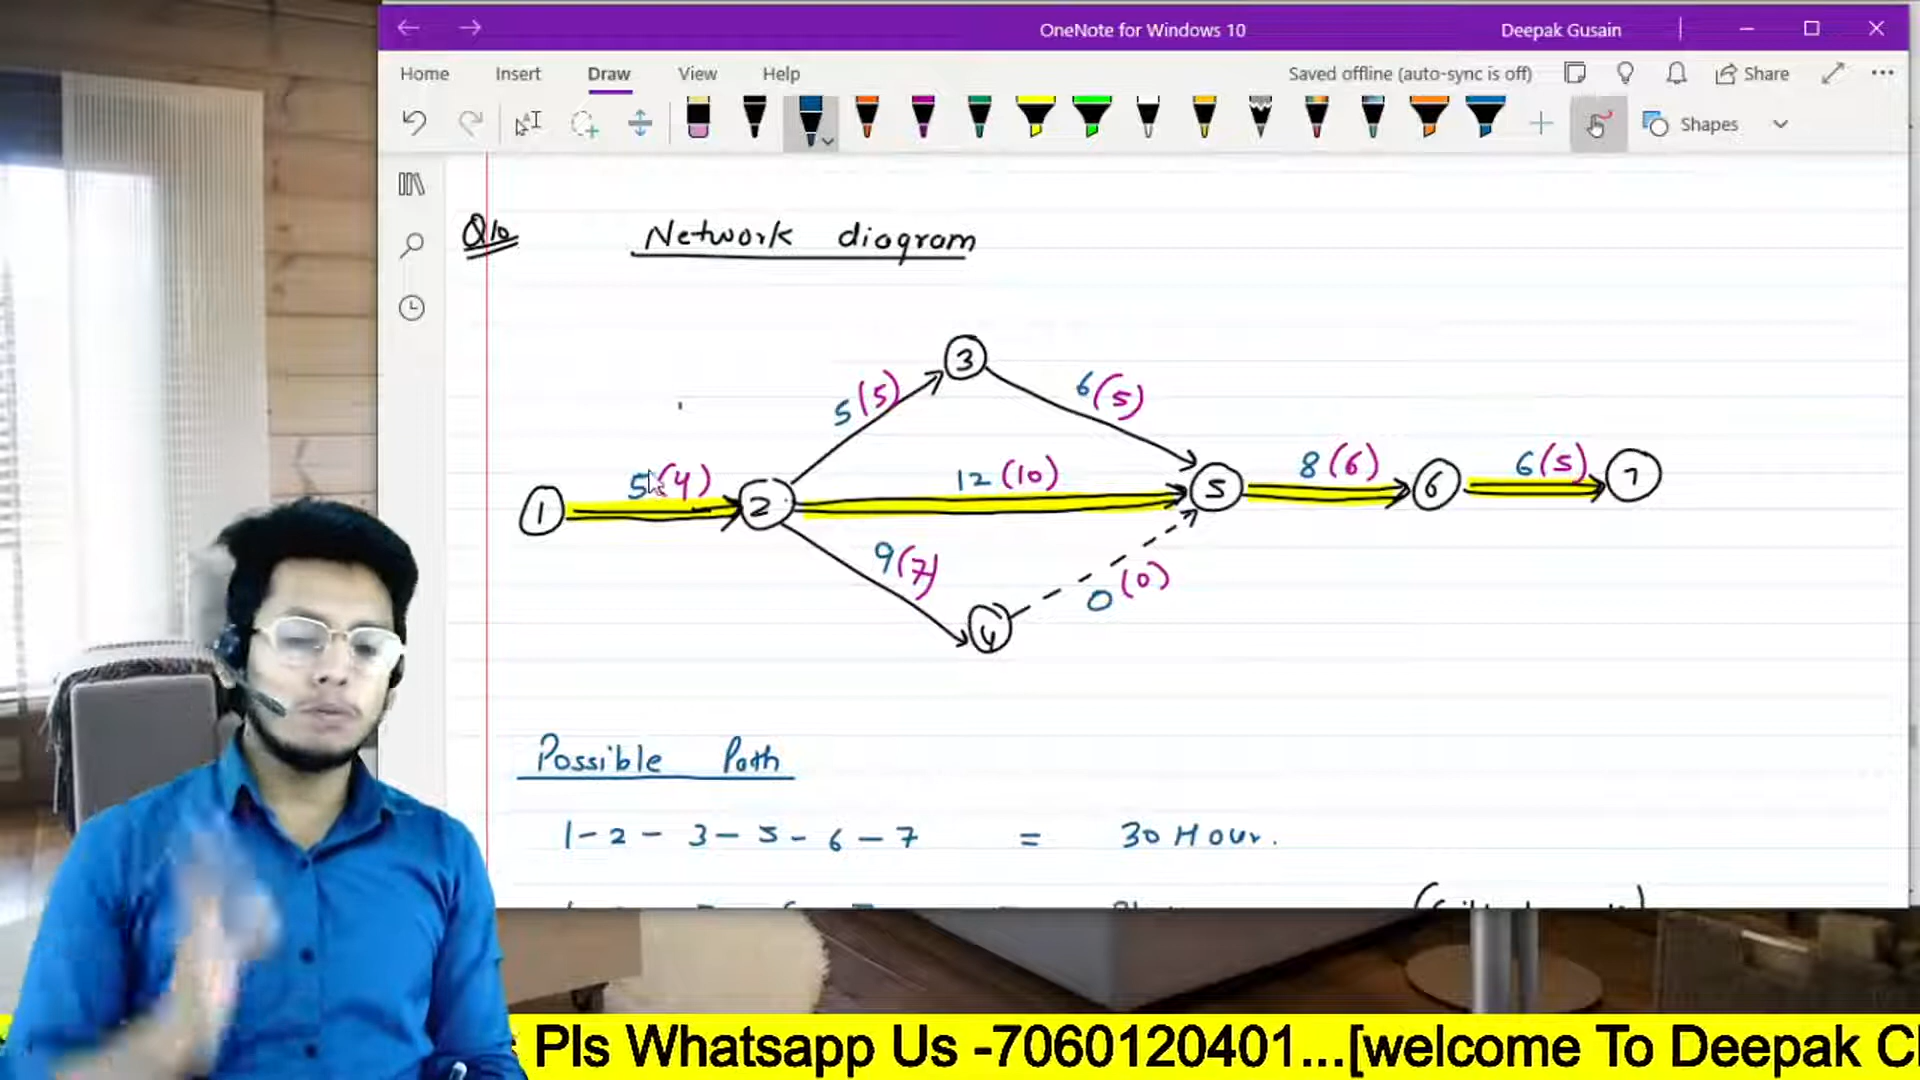 OneNote for Windows 10
Deepak Gusain
Home Insert Draw View Help
Saved offline (auto-sync is off) Share
Shapes
Q10 Network diagram
3
5(5) 6(5)
5(4) 12(10) 8(6) 6(5)
1 2 5 6 7
9(7) 0(0)
4
Possible Path
1-2-3-5-6-7 = 30 Hour.
Pls Whatsapp Us -7060120401...[welcome To Deepak